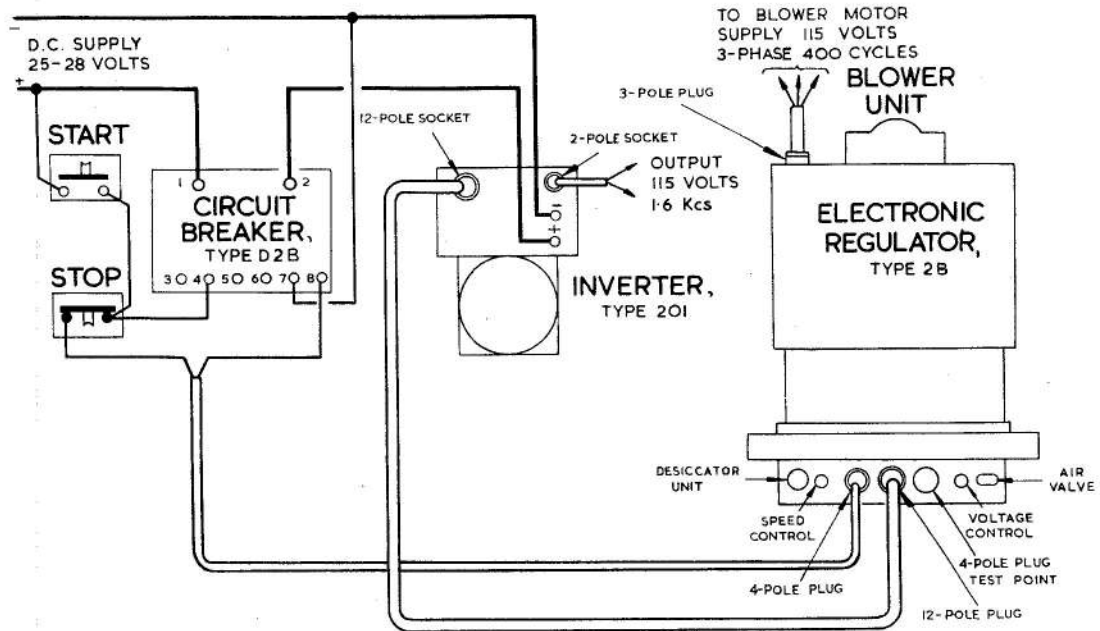 TO BLOWER MOTOR
SUPPLY 115 VOLTS
3-PHASE 400 CYCLES
–
D.C. SUPPLY
25-28 VOLTS
+
BLOWER
UNIT
3-POLE PLUG
12-POLE SOCKET
2-POLE SOCKET
START
OUTPUT
115 VOLTS
1·6 Kcs
1
2
CIRCUIT
BREAKER,
TYPE D2B
–
+
ELECTRONIC
REGULATOR,
TYPE 2B
STOP
3 4 5 6 7 8
INVERTER,
TYPE 201
DESICCATOR
UNIT
AIR
VALVE
SPEED
CONTROL
VOLTAGE
CONTROL
4-POLE PLUG
4-POLE PLUG
TEST POINT
12-POLE PLUG